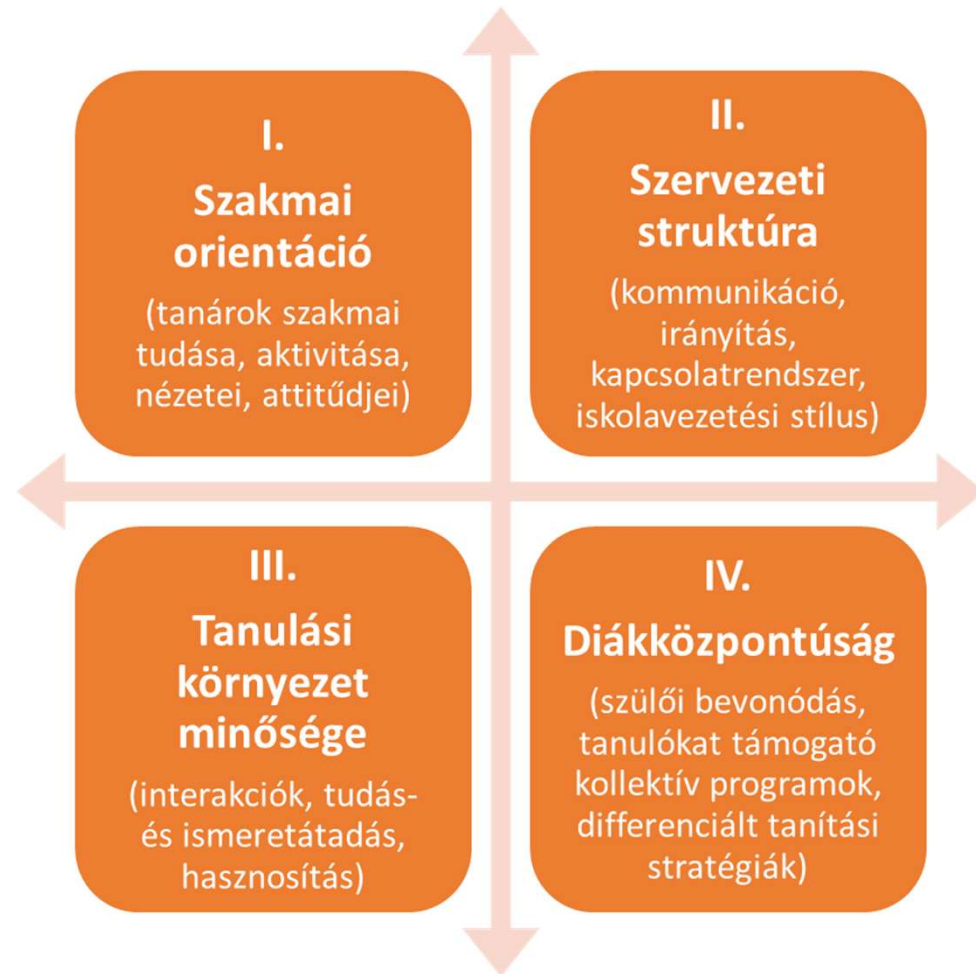 I.
Szakmai
orientáció
(tanárok szakmai
tudása, aktivitása,
nézetei, attitűdjei)
II.
Szervezeti
struktúra
(kommunikáció,
irányítás,
kapcsolatrendszer,
iskolavezetési stílus)
III.
Tanulási
környezet
minősége
(interakciók, tudás-
és ismeretátadás,
hasznosítás)
IV.
Diákközpontúság
(szülői bevonódás,
tanulókat támogató
kollektív programok,
differenciált tanítási
stratégiák)